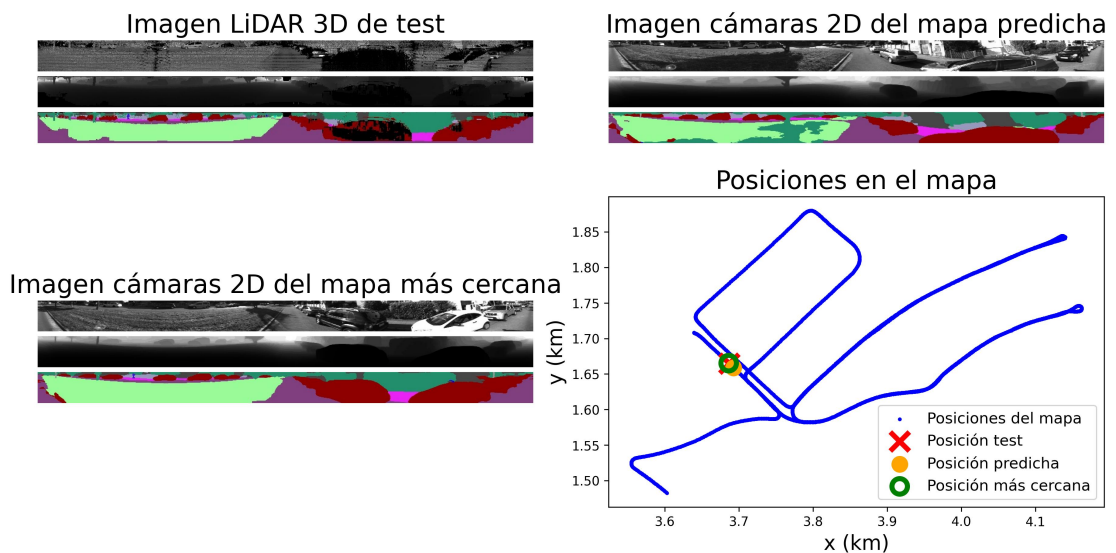 Imagen LiDAR 3D de test
Imagen cámaras 2D del mapa predicha
Posiciones en el mapa
Imagen cámaras 2D del mapa más cercana
y (km)
1.85
1.80
1.75
1.70
1.65
1.60
1.55
1.50
Posiciones del mapa
Posición test
Posición predicha
Posición más cercana
3.6 3.7 3.8 3.9 4.0 4.1
x (km)